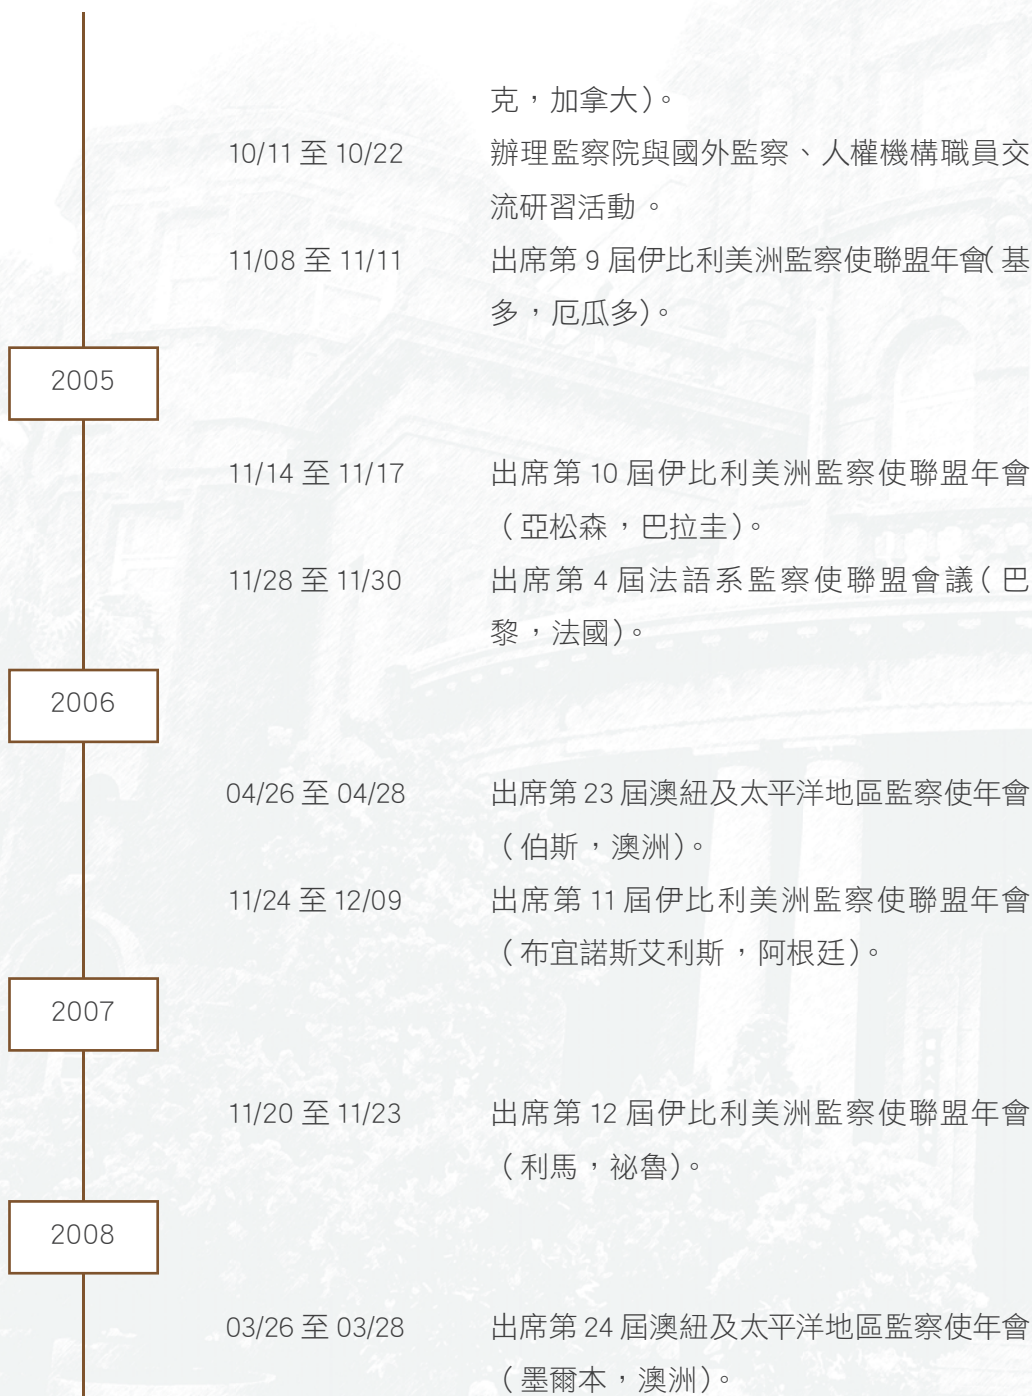 克，加拿大）。
10/11 至 10/22 辦理監察院與國外監察、人權機構職員交
流研習活動。
11/08 至 11/11 出席第 9 屆伊比利美洲監察使聯盟年會（基
多，厄瓜多）。
2005
11/14 至 11/17 出席第 10 屆伊比利美洲監察使聯盟年會
（亞松森，巴拉圭）。
11/28 至 11/30 出席第 4 屆法語系監察使聯盟會議（巴
黎，法國）。
2006
04/26 至 04/28 出席第 23 屆澳紐及太平洋地區監察使年會
（伯斯，澳洲）。
11/24 至 12/09 出席第 11 屆伊比利美洲監察使聯盟年會
（布宜諾斯艾利斯，阿根廷）。
2007
11/20 至 11/23 出席第 12 屆伊比利美洲監察使聯盟年會
（利馬，祕魯）。
2008
03/26 至 03/28 出席第 24 屆澳紐及太平洋地區監察使年會
（墨爾本，澳洲）。